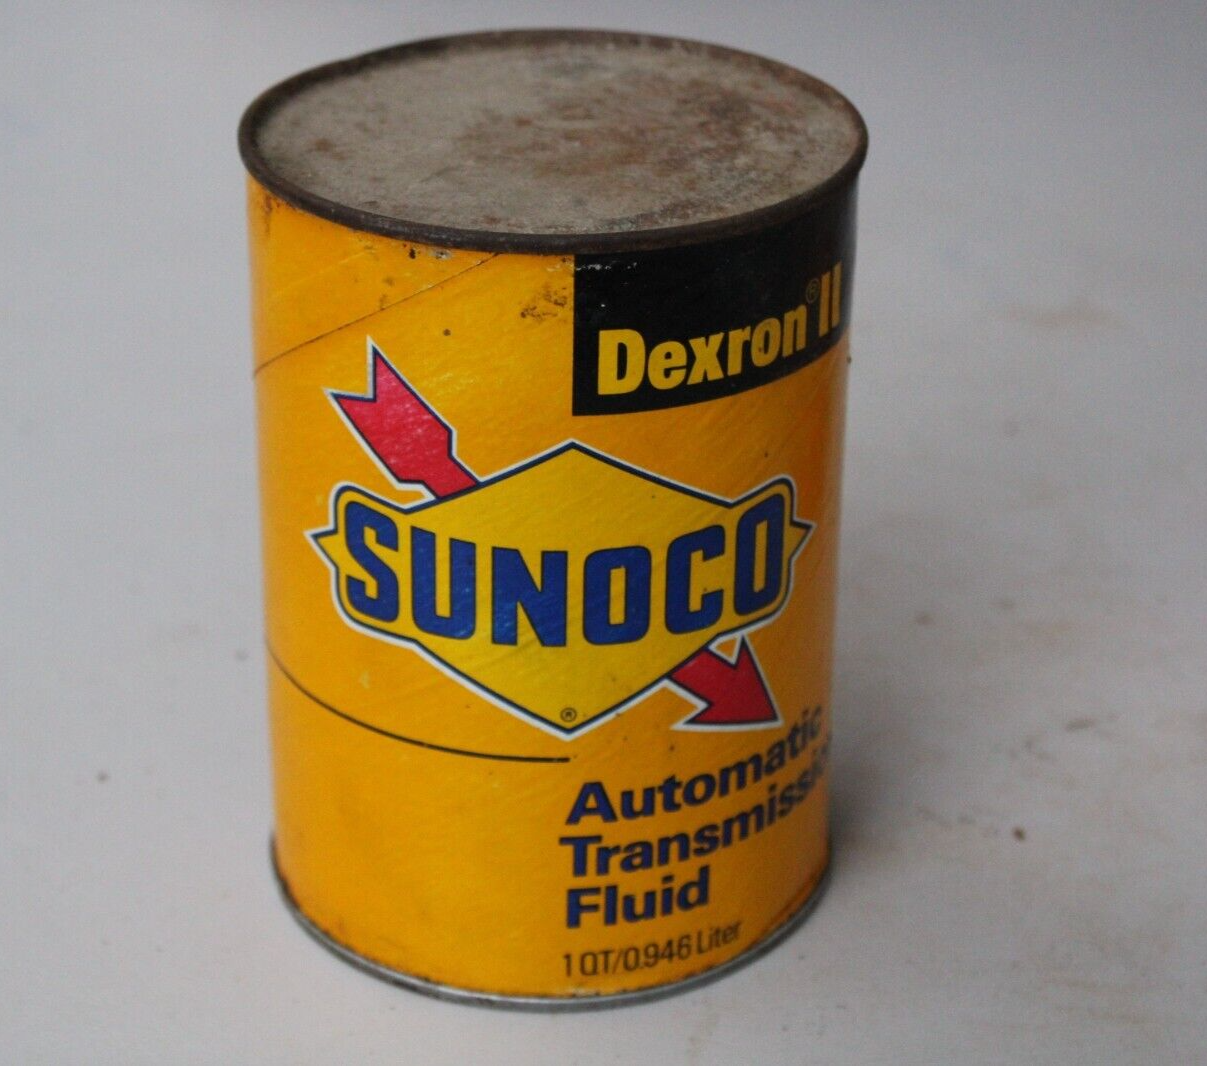 Dexron® II
SUNOCO
®
Automatic
Transmissi
Fluid
1 QT/0.946 Liter